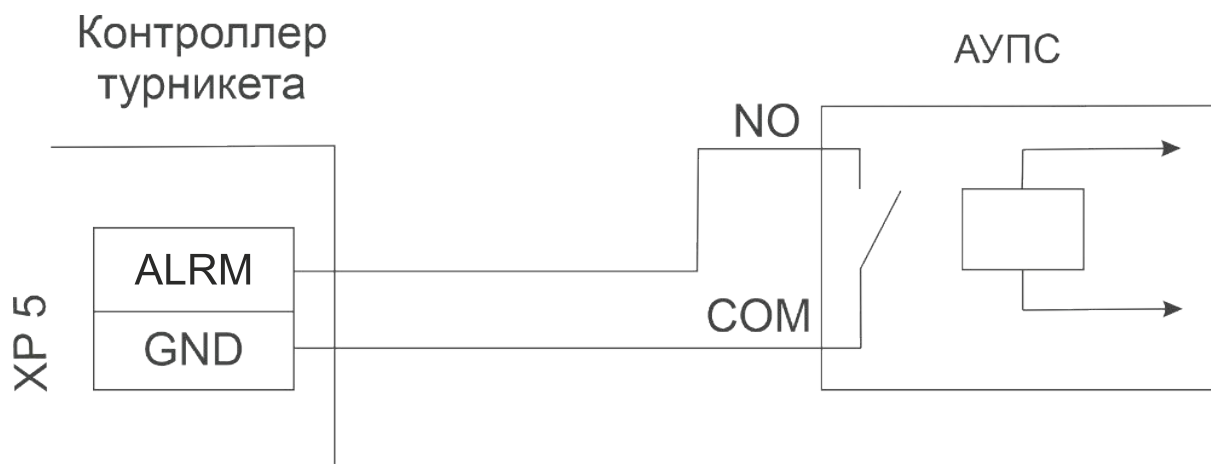 Контроллер
турникета
АУПС
NO
ALRM
COM
GND
XP 5